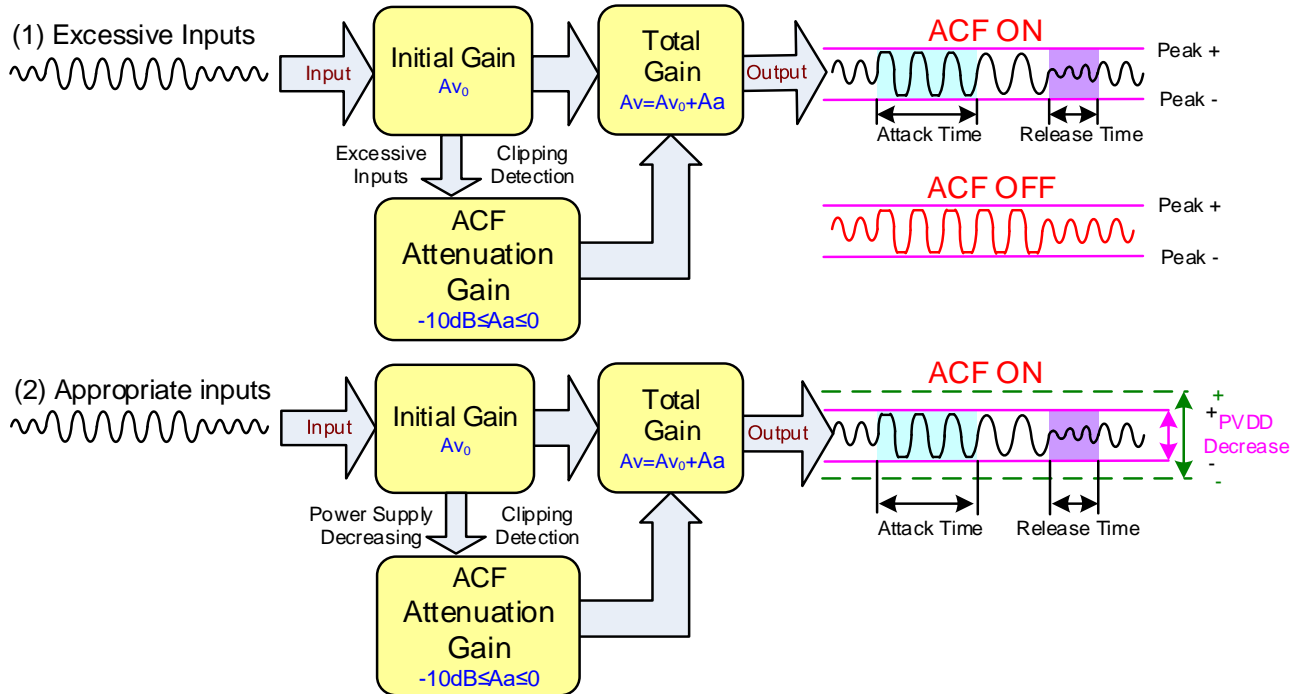 (1) Excessive Inputs
Input
Initial Gain
Av0
Total
Gain
Av=Av0+Aa
Output
ACF ON
Peak +
Peak -
Attack Time
Release Time
Excessive
Inputs
Clipping
Detection
ACF
Attenuation
Gain
-10dB≤Aa≤0
ACF OFF
Peak +
Peak -
(2) Appropriate inputs
Input
Initial Gain
Av0
Total
Gain
Av=Av0+Aa
Output
ACF ON
+
+
PVDD
Decrease
-
-
Attack Time
Release Time
Power Supply
Decreasing
Clipping
Detection
ACF
Attenuation
Gain
-10dB≤Aa≤0